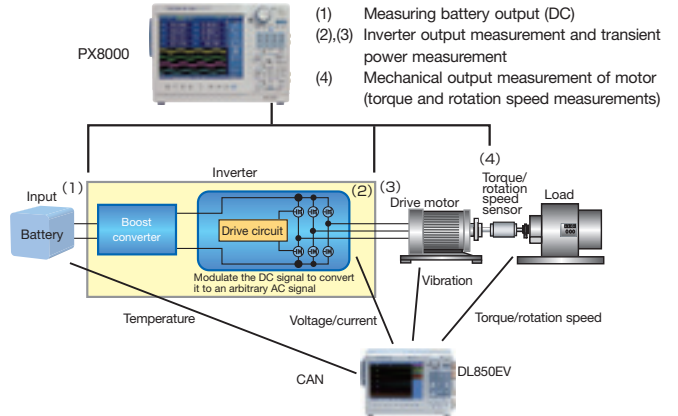 PX8000
(1) Measuring battery output (DC)
(2),(3) Inverter output measurement and transient
power measurement
(4) Mechanical output measurement of motor
(torque and rotation speed measurements)
Inverter
Input
(1)
(2)
(3)
(4)
Torque/
rotation
speed
sensor
Drive motor
Load
Battery
Boost
converter
Drive circuit
Modulate the DC signal to convert
it to an arbitrary AC signal
Vibration
Temperature
Voltage/current
Torque/rotation speed
CAN
DL850EV